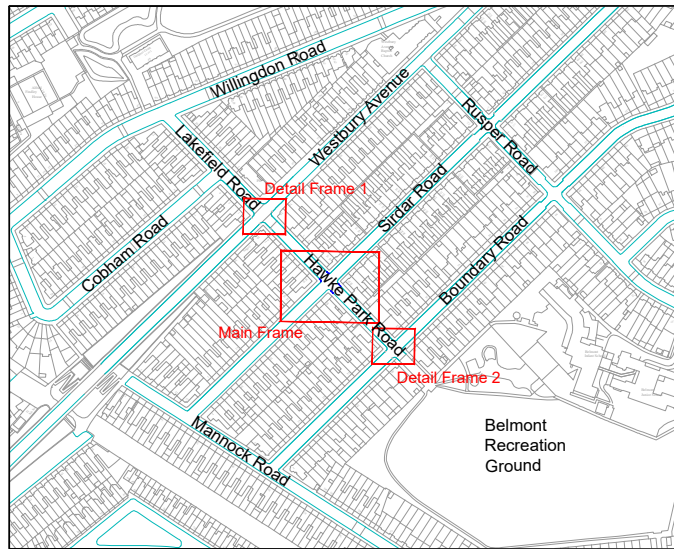 Willingdon Road
Westbury Avenue
Lakefield Road
Rusper Road
Detail Frame 1
Sirdar Road
Cobham Road
Hawke Park Road
Boundary Road
Main Frame
Detail Frame 2
Mannock Road
Belmont
Recreation
Ground